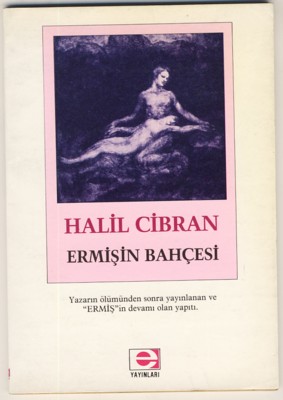 HALİL CİBRAN
ERMİŞİN BAHÇESİ
Yazarın ölümünden sonra yayınlanan ve
“ERMİŞ”in devamı olan yapıtı.
e
YAYINLARI